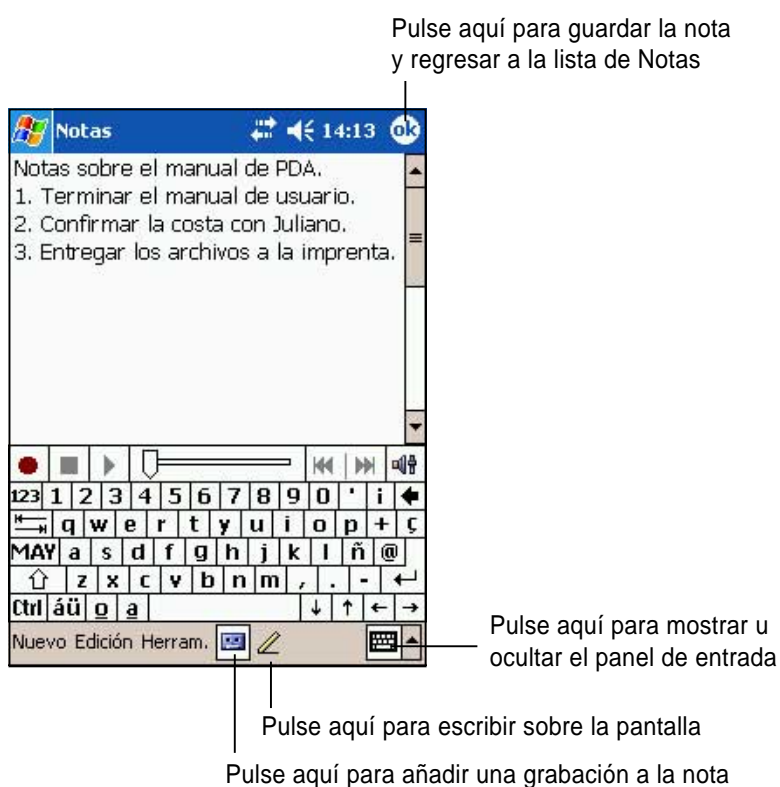 Pulse aquí para guardar la nota
y regresar a la lista de Notas
Notas 14:13 ok
Notas sobre el manual de PDA.
1. Terminar el manual de usuario.
2. Confirmar la costa con Juliano.
3. Entregar los archivos a la imprenta.
123 1 2 3 4 5 6 7 8 9 0 ' ¡
q w e r t y u i o p + ç
MAY a s d f g h j k l ñ @
z x c v b n m , . -
Ctrl áü o a ↓ ↑ ← →
Nuevo Edición Herram.
Pulse aquí para mostrar u
ocultar el panel de entrada
Pulse aquí para escribir sobre la pantalla
Pulse aquí para añadir una grabación a la nota